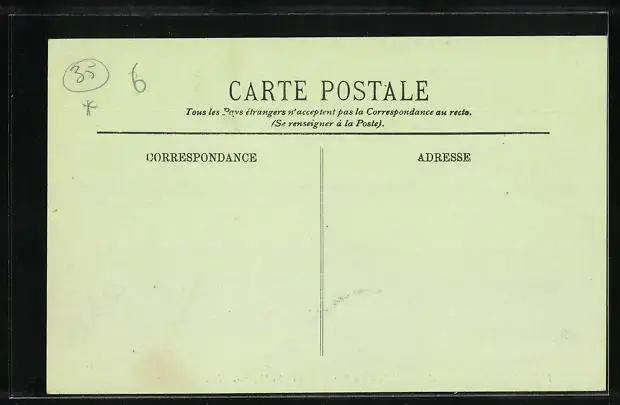 35 6
*
CARTE POSTALE
Tous les Pays étrangers n'acceptent pas la Correspondance au recto.
(Se renseigner à la Poste).
CORRESPONDANCE ADRESSE